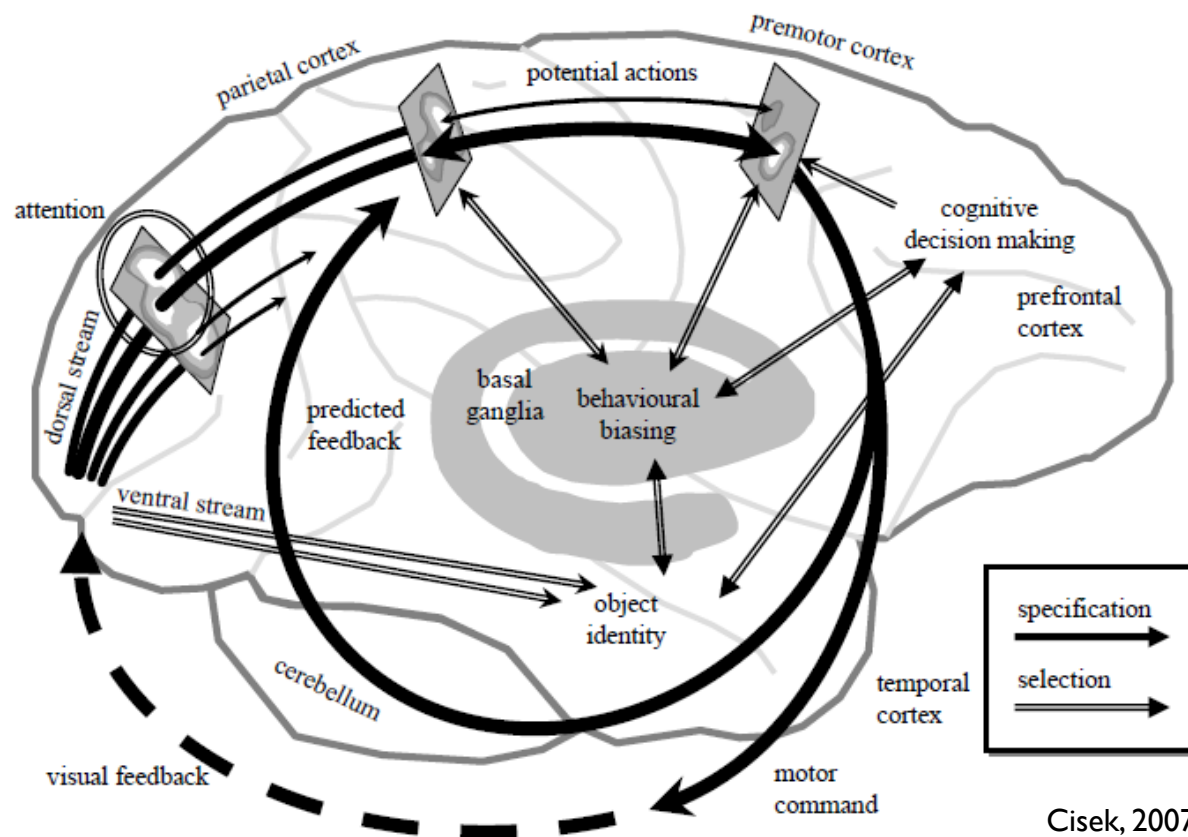 premotor cortex
parietal cortex
potential actions
attention
cognitive
decision making
prefrontal
cortex
dorsal stream
basal
ganglia
behavioural
biasing
predicted
feedback
ventral stream
object
identity
specification
selection
cerebellum
temporal
cortex
visual feedback
motor
command
Cisek, 2007